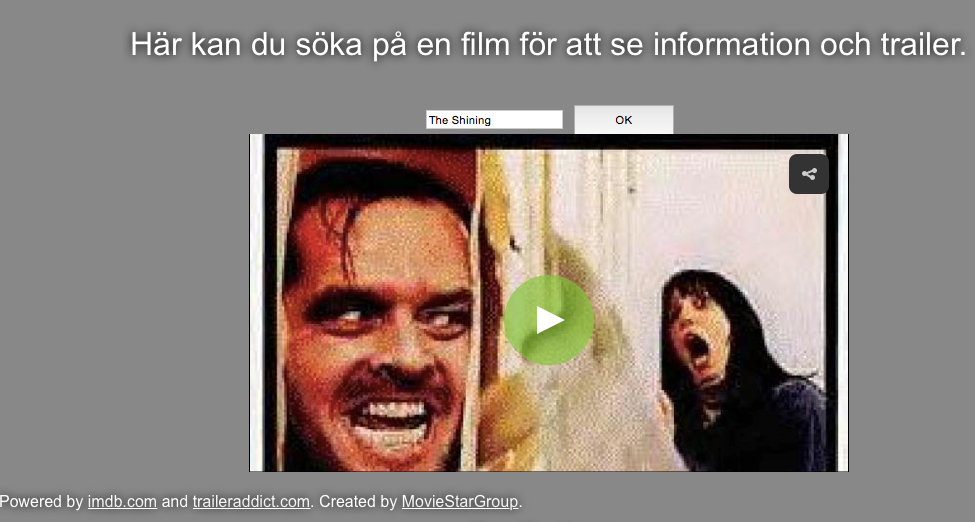 Här kan du söka på en film för att se information och trailer.
The Shining OK
Powered by imdb.com and traileraddict.com. Created by MovieStarGroup.